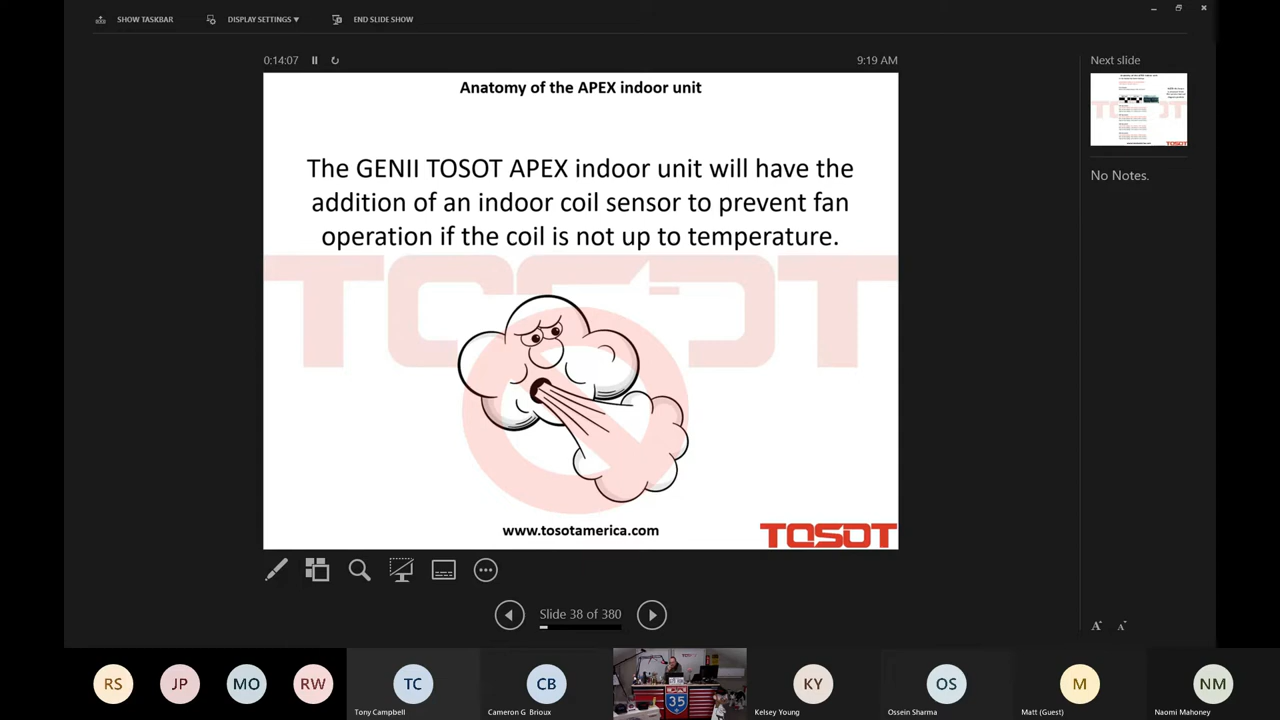 SHOW TASKBAR
DISPLAY SETTINGS ▾
END SLIDE SHOW
0:14:07
9:19 AM
Next slide
Anatomy of the APEX indoor unit
The GENII TOSOT APEX indoor unit will have the
addition of an indoor coil sensor to prevent fan
operation if the coil is not up to temperature.
TOSOT
www.tosotamerica.com
TOSOT
No Notes.
Slide 38 of 380
A A
RS
JP
MO
RW
TC
Tony Campbell
CB
Cameron G Brioux
35
KY
Kelsey Young
OS
Ossein Sharma
M
Matt (Guest)
NM
Naomi Mahoney